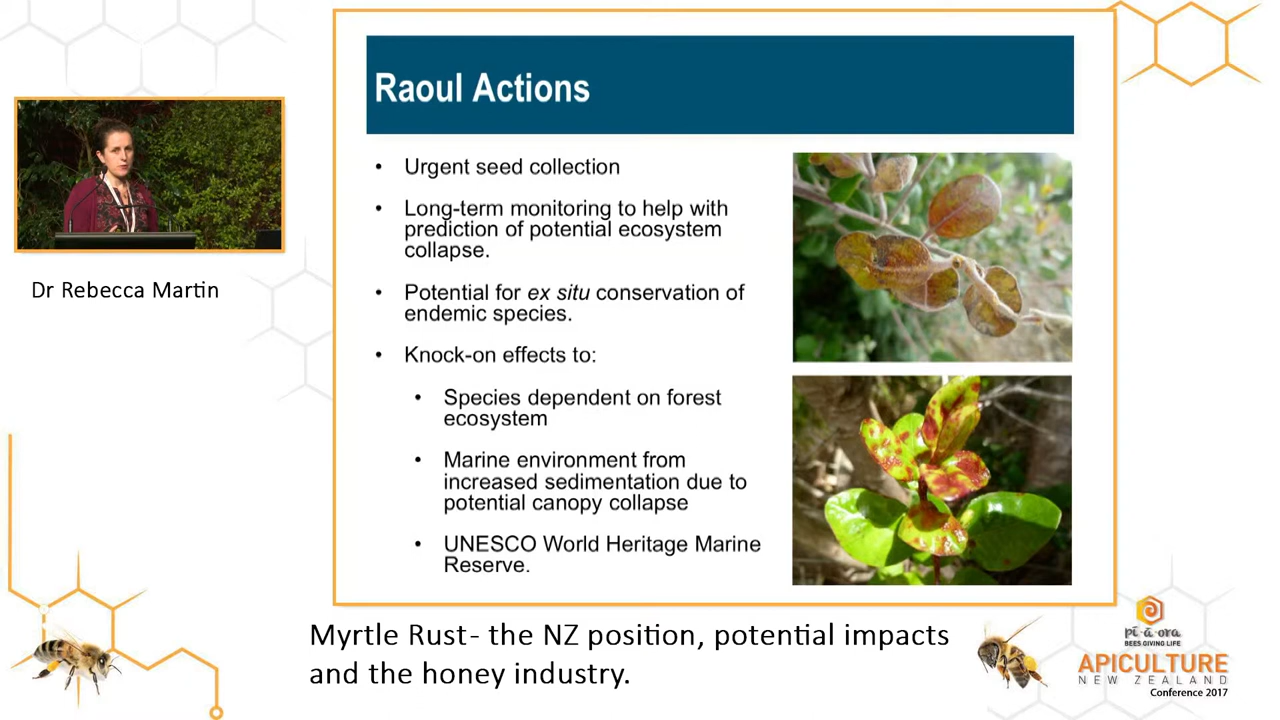 Raoul Actions
• Urgent seed collection
• Long-term monitoring to help with
prediction of potential ecosystem
collapse.
• Potential for ex situ conservation of
endemic species.
• Knock-on effects to:
• Species dependent on forest
ecosystem
• Marine environment from
increased sedimentation due to
potential canopy collapse
• UNESCO World Heritage Marine
Reserve.
Dr Rebecca Martin
Myrtle Rust- the NZ position, potential impacts
and the honey industry.
pī-ā-ora
BEES GIVING LIFE
APICULTURE
NEW ZEALAND
Conference 2017